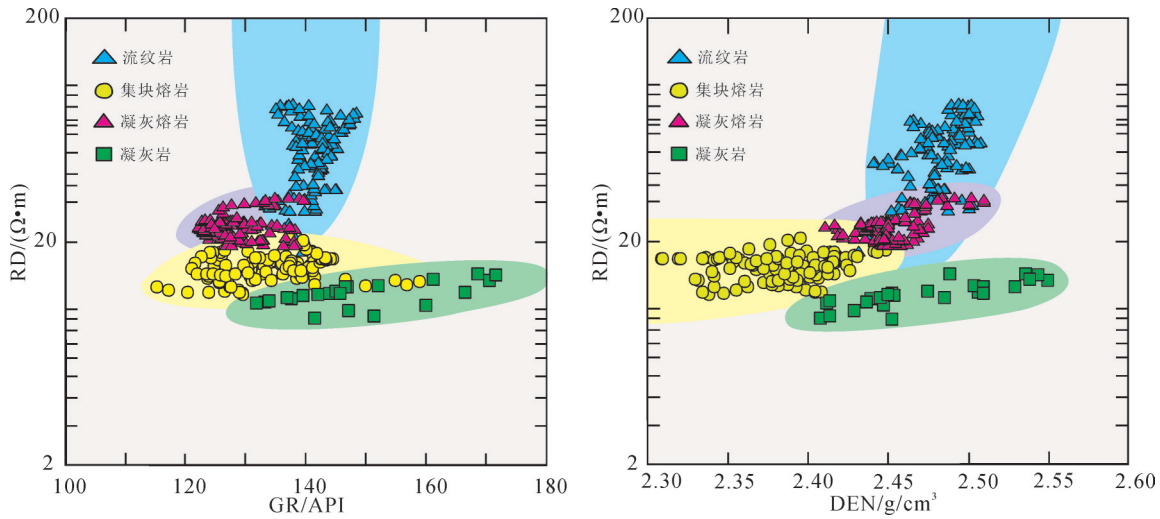 200
流纹岩
集块熔岩
凝灰熔岩
凝灰岩
RD/(Ω•m)
20
2
100
120
140
160
180
GR/API
200
流纹岩
集块熔岩
凝灰熔岩
凝灰岩
RD/(Ω•m)
20
2
2.30
2.35
2.40
2.45
2.50
2.55
2.60
DEN/g/cm³